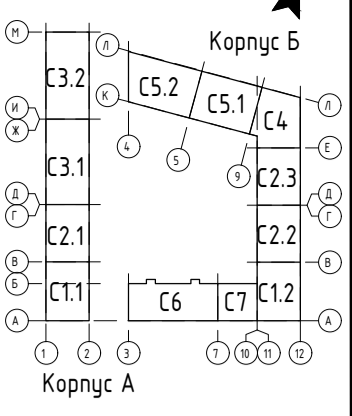 Корпус Б
М
Л
С3.2
С5.2
С5.1
К
Л
И
С4
Ж
4
Е
5
9
С3.1
С2.3
Д
Д
Г
Г
С2.1
С2.2
В
В
Б
С1.1
С6
С7
С1.2
А
А
1
2
3
7
10
11
12
Корпус А